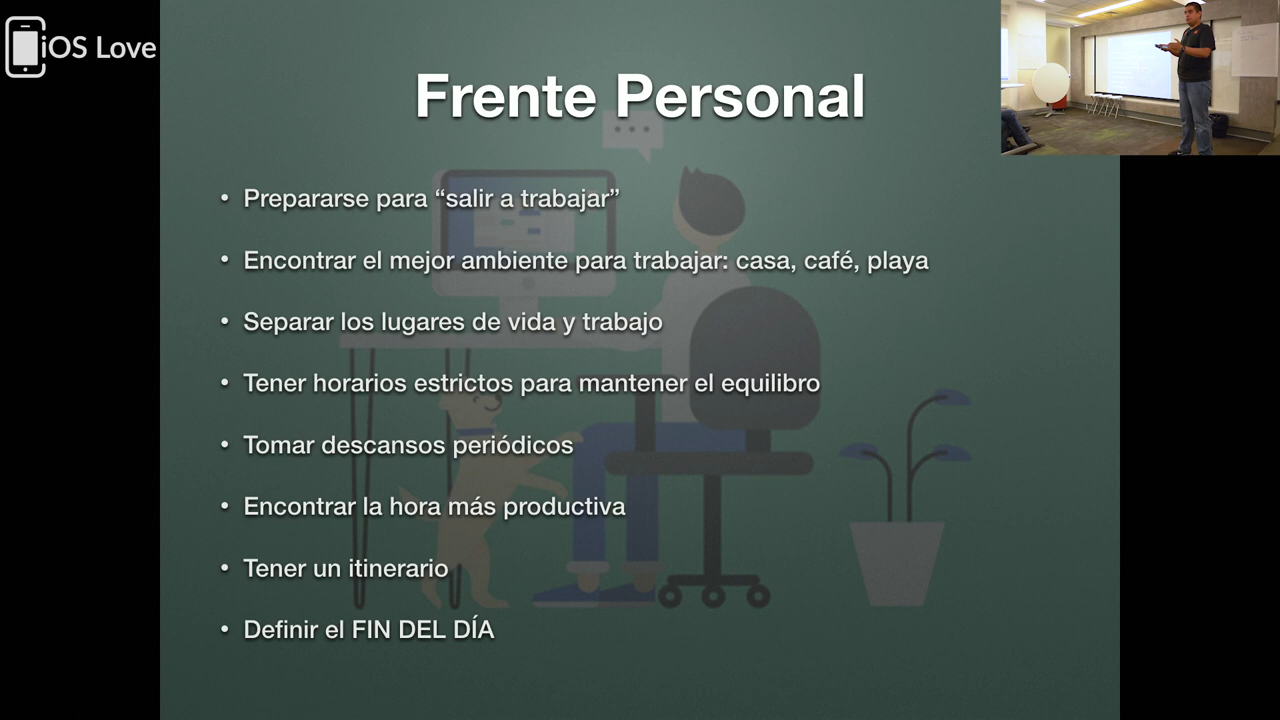 iOS Love
Frente Personal
• Prepararse para “salir a trabajar”
• Encontrar el mejor ambiente para trabajar: casa, café, playa
• Separar los lugares de vida y trabajo
• Tener horarios estrictos para mantener el equilibro
• Tomar descansos periódicos
• Encontrar la hora más productiva
• Tener un itinerario
• Definir el FIN DEL DÍA